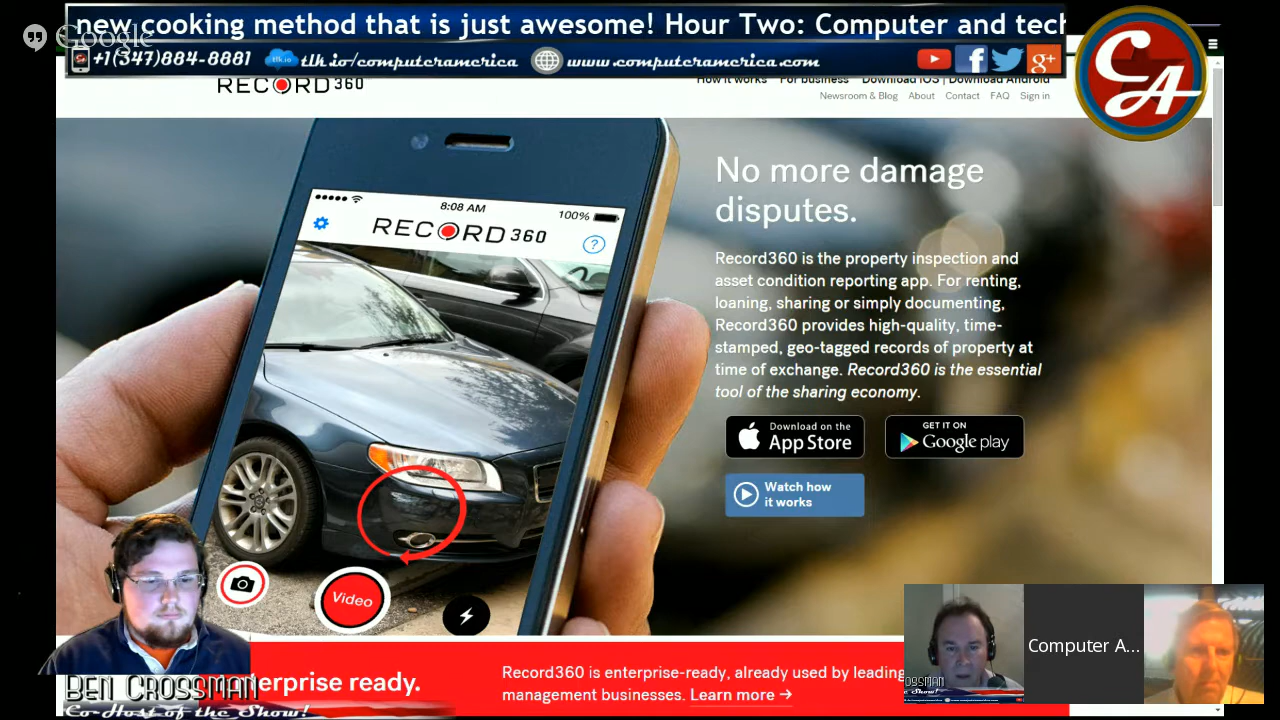 new cooking method that is just awesome! Hour Two: Computer and tech
Google
+1(347)884-8881 tlk.io/computeramerica www.computeramerica.com
CA
RECORD360
How it works For business Download iOS | Download Android
Newsroom & Blog About Contact FAQ Sign in
8:08 AM 100%
RECORD360
?
No more damage
disputes.
Record360 is the property inspection and
asset condition reporting app. For renting,
loaning, sharing or simply documenting,
Record360 provides high-quality, time-
stamped, geo-tagged records of property at
time of exchange. Record360 is the essential
tool of the sharing economy.
Download on the
App Store
GET IT ON
Google play
Watch how
it works
Video
erprise ready.
Record360 is enterprise-ready, already used by leading
management businesses. Learn more →
Computer A...
BEN CROSSMAN
Co-Host of the Show!